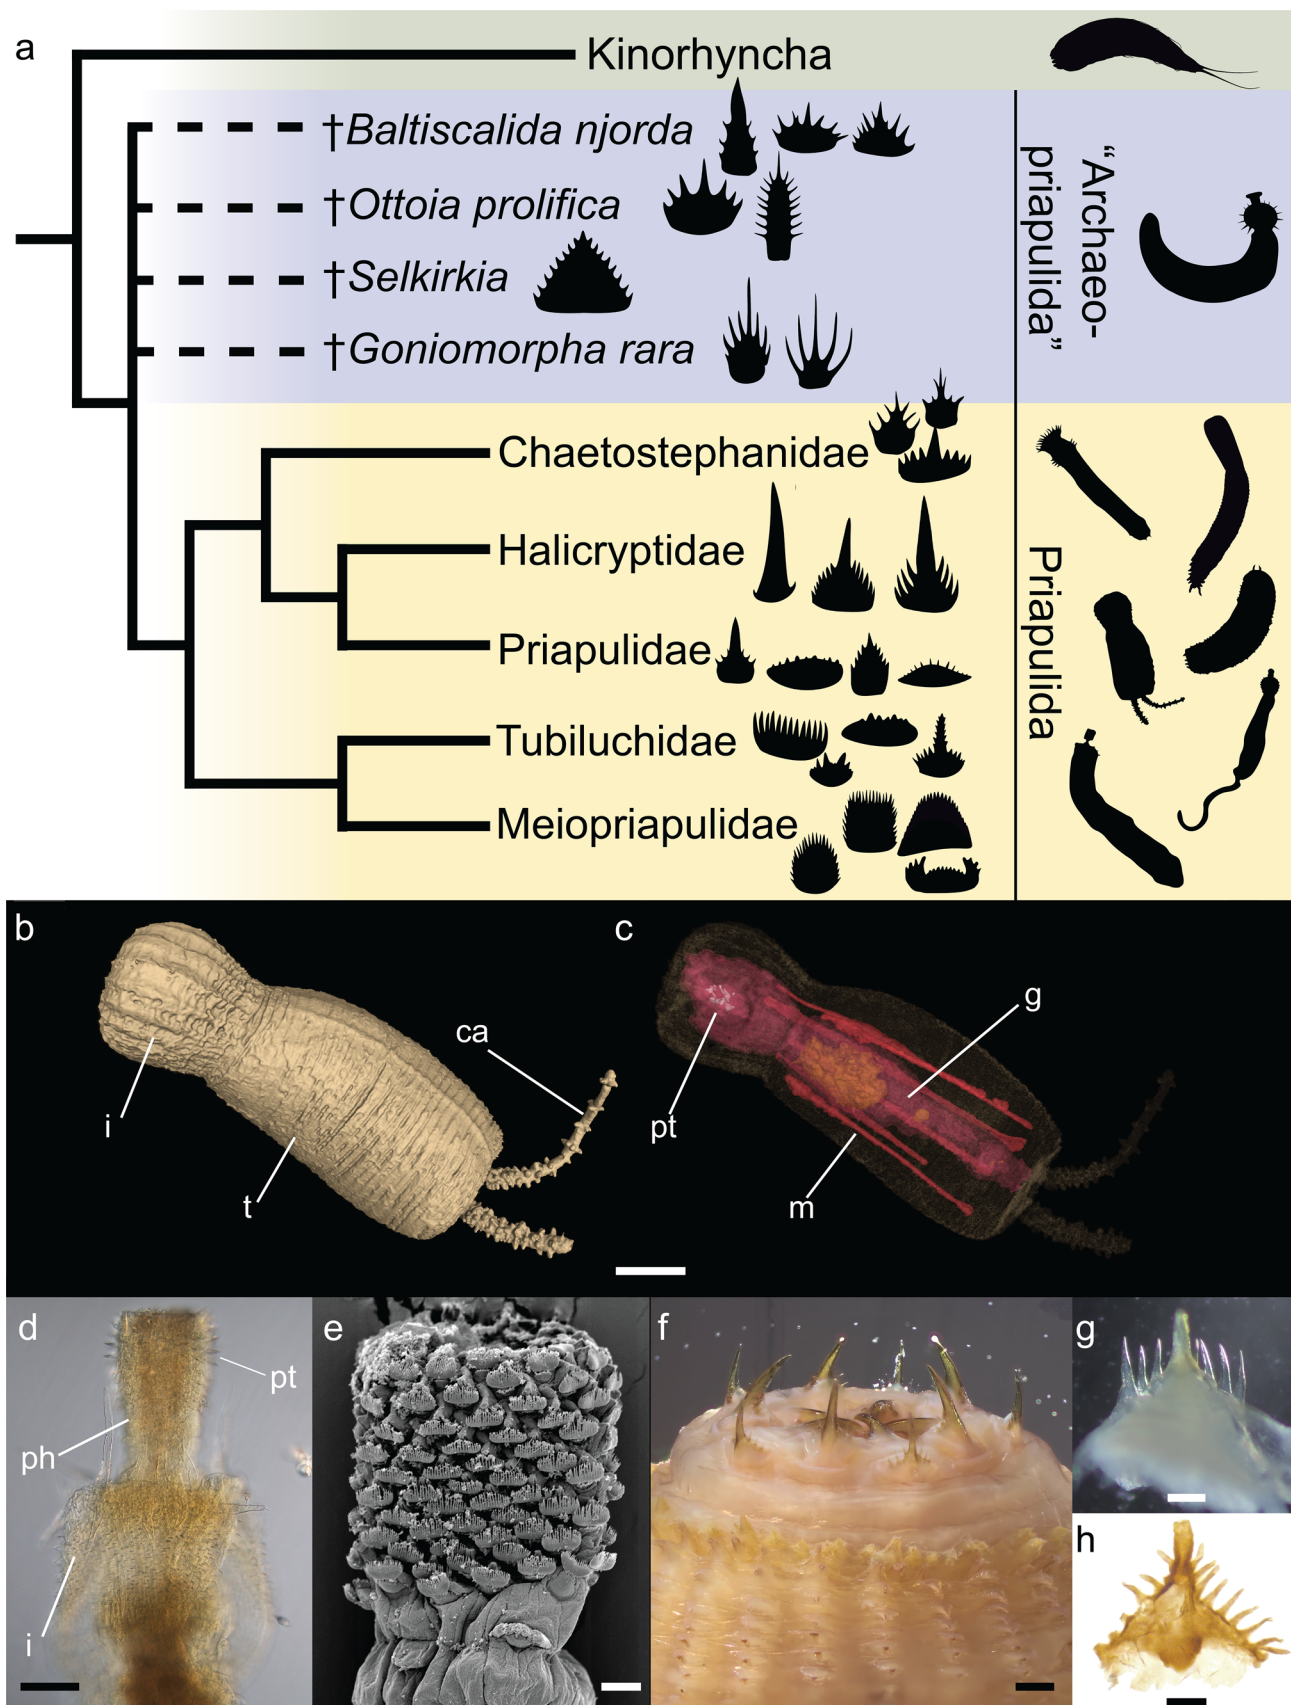 a
Kinorhyncha
†Baltiscalida njorda
†Ottoia prolifica
†Selkirkia
†Goniomorpha rara
“Archaeo-
priapulida”
Chaetostephanidae
Halicryptidae
Priapulidae
Tubiluchidae
Meiopriapulidae
Priapulida
b
i
t
ca
c
pt
g
m
d
pt
ph
i
e
f
g
h